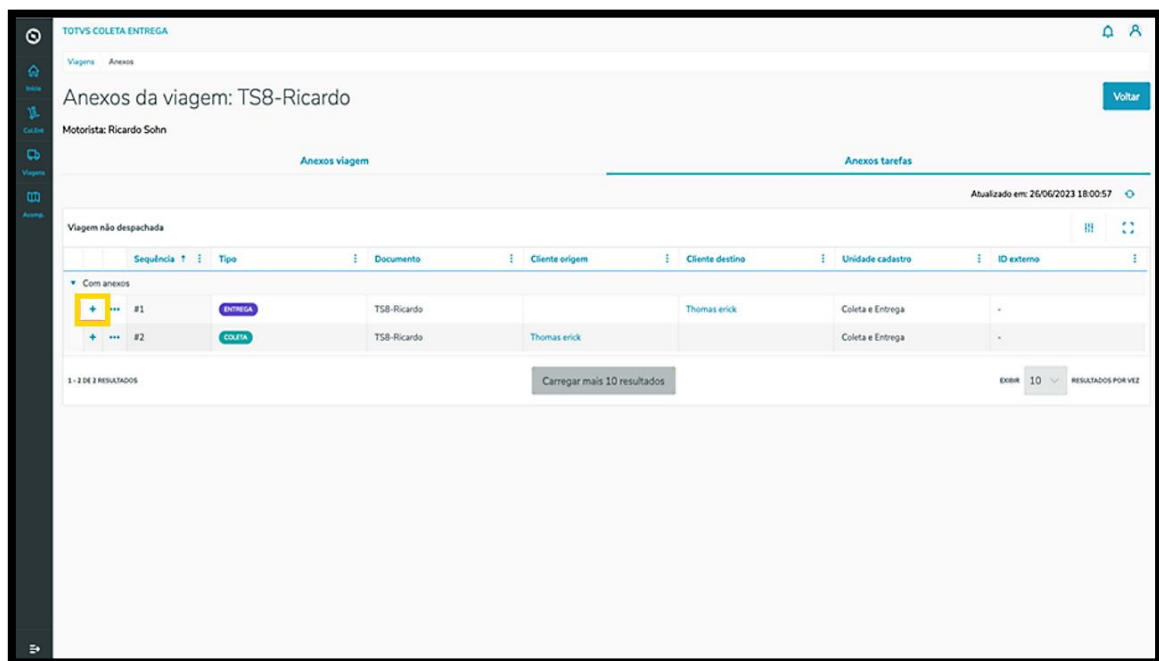 TOTVS COLETA ENTREGA
Viagens Anexos
Início
Anexos da viagem: TS8-Ricardo
Voltar
Col.Ent
Motorista: Ricardo Sohn
Viagens
Anexos viagem Anexos tarefas
Acomp.
Atualizado em: 26/06/2023 18:00:57
Viagem não despachada
Sequência ↑ Tipo Documento Cliente origem Cliente destino Unidade cadastro ID externo
Com anexos
+ ••• #1 ENTREGA TS8-Ricardo Thomas erick Coleta e Entrega -
+ ••• #2 COLETA TS8-Ricardo Thomas erick Coleta e Entrega -
1 - 2 DE 2 RESULTADOS Carregar mais 10 resultados EXIBIR 10 RESULTADOS POR VEZ